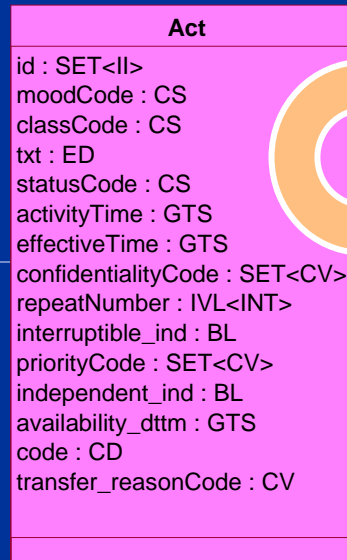 Act
id : SET<II>
moodCode : CS
classCode : CS
txt : ED
statusCode : CS
activityTime : GTS
effectiveTime : GTS
confidentialityCode : SET<CV>
repeatNumber : IVL<INT>
interruptible_ind : BL
priorityCode : SET<CV>
independent_ind : BL
availability_dttm : GTS
code : CD
transfer_reasonCode : CV